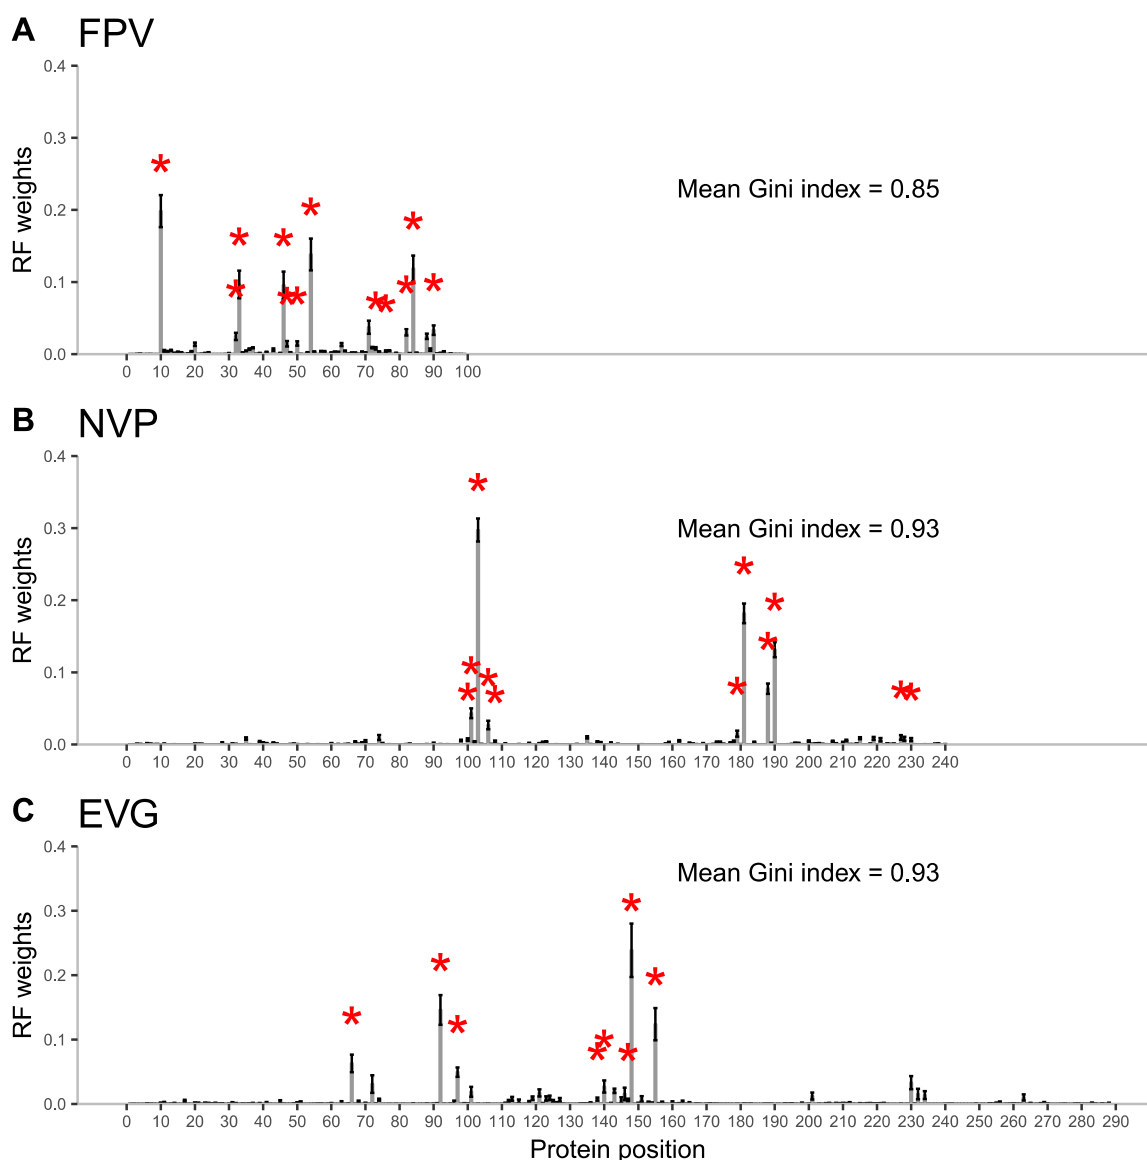 A FPV
0.4
0.3
0.2
0.1
0.0
RF weights
Mean Gini index = 0.85
0 10 20 30 40 50 60 70 80 90 100
B NVP
0.4
0.3
0.2
0.1
0.0
RF weights
Mean Gini index = 0.93
0 10 20 30 40 50 60 70 80 90 100 110 120 130 140 150 160 170 180 190 200 210 220 230 240
C EVG
0.4
0.3
0.2
0.1
0.0
RF weights
Mean Gini index = 0.93
0 10 20 30 40 50 60 70 80 90 100 110 120 130 140 150 160 170 180 190 200 210 220 230 240 250 260 270 280 290
Protein position